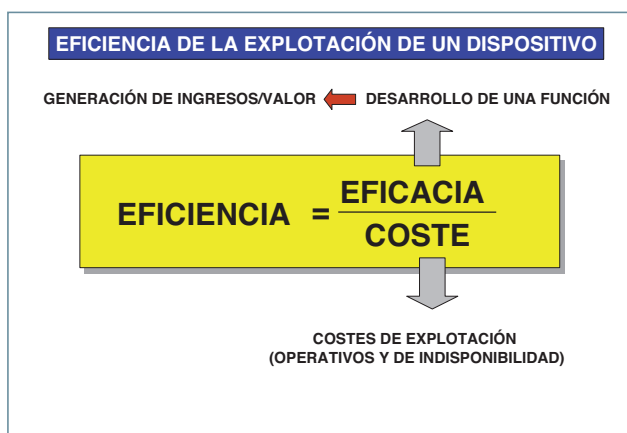 EFICIENCIA DE LA EXPLOTACIÓN DE UN DISPOSITIVO
GENERACIÓN DE INGRESOS/VALOR DESARROLLO DE UNA FUNCIÓN
EFICIENCIA = EFICACIA
COSTE
COSTES DE EXPLOTACIÓN
(OPERATIVOS Y DE INDISPONIBILIDAD)